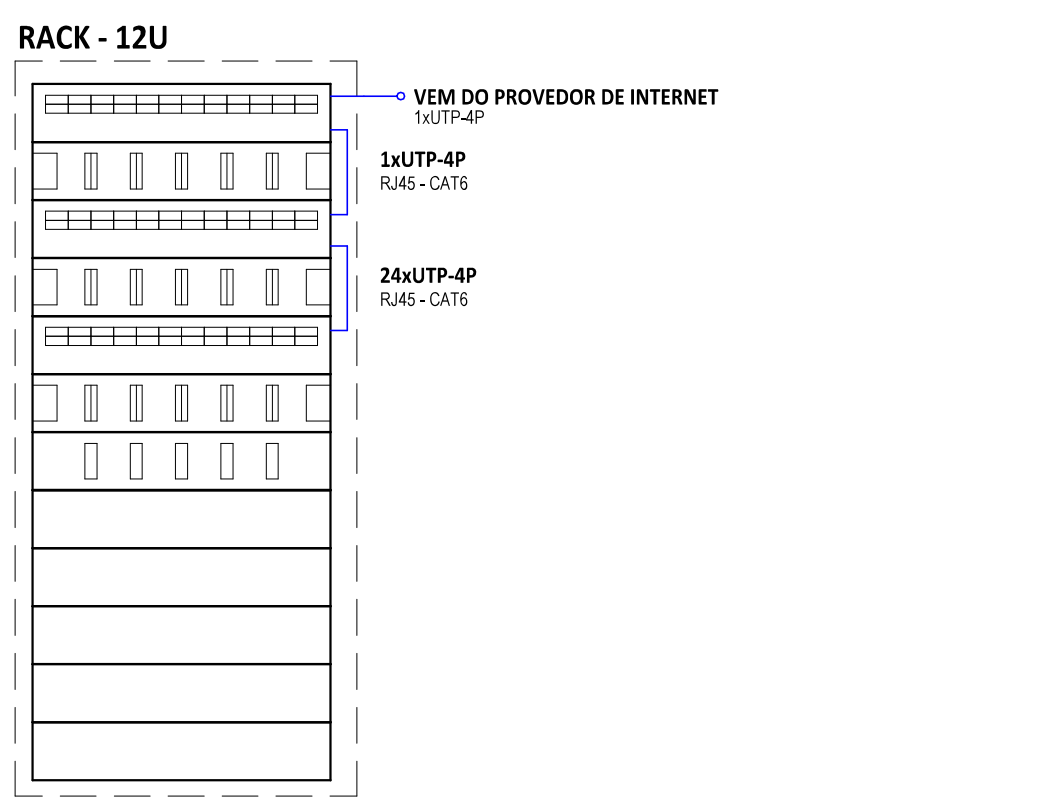 RACK - 12U
VEM DO PROVEDOR DE INTERNET
1xUTP-4P
1xUTP-4P
RJ45 - CAT6
24xUTP-4P
RJ45 - CAT6